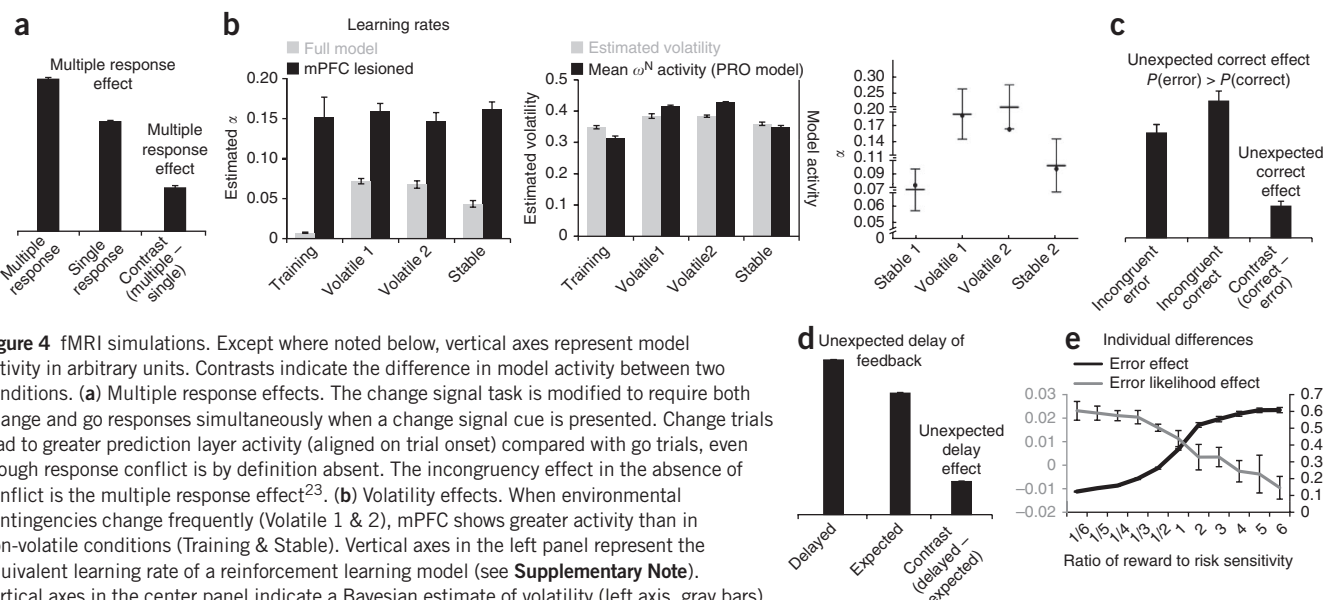 a
Multiple response
effect
Multiple
response
effect
Multiple
response
Single
response
Contrast
(multiple –
single)
b
Learning rates
Full model
mPFC lesioned
Estimated α
0.20
0.15
0.10
0.05
0
Training
Volatile 1
Volatile 2
Stable
Estimated volatility
Mean ωᴺ activity (PRO model)
Estimated volatility
0.5
0.4
0.3
0.2
0.1
0
Model activity
Training
Volatile1
Volatile2
Stable
α
0.30
0.25
0.20
0.17
0.14
0.11
0.09
0.07
0.06
0.05
0
Stable 1
Volatile 1
Volatile 2
Stable 2
c
Unexpected correct effect
P(error) > P(correct)
Unexpected
correct
effect
Incongruent
error
Incongruent
correct
Contrast
(correct –
error)
gure 4 fMRI simulations. Except where noted below, vertical axes represent model
tivity in arbitrary units. Contrasts indicate the difference in model activity between two
nditions. (a) Multiple response effects. The change signal task is modified to require both
ange and go responses simultaneously when a change signal cue is presented. Change trials
ad to greater prediction layer activity (aligned on trial onset) compared with go trials, even
ough response conflict is by definition absent. The incongruency effect in the absence of
nflict is the multiple response effect²³. (b) Volatility effects. When environmental
ntingencies change frequently (Volatile 1 & 2), mPFC shows greater activity than in
n-volatile conditions (Training & Stable). Vertical axes in the left panel represent the
uivalent learning rate of a reinforcement learning model (see Supplementary Note).
rtical axes in the center panel indicate a Bayesian estimate of volatility (left axis, gray bars)
d
Unexpected delay of
feedback
Unexpected
delay
effect
Delayed
Expected
Contrast
(delayed –
expected)
e
Individual differences
Error effect
Error likelihood effect
0.03
0.02
0.01
0
–0.01
–0.02
0.7
0.6
0.5
0.4
0.3
0.2
0.1
0
1/6
1/5
1/4
1/3
1/2
1
2
3
4
5
6
Ratio of reward to risk sensitivity